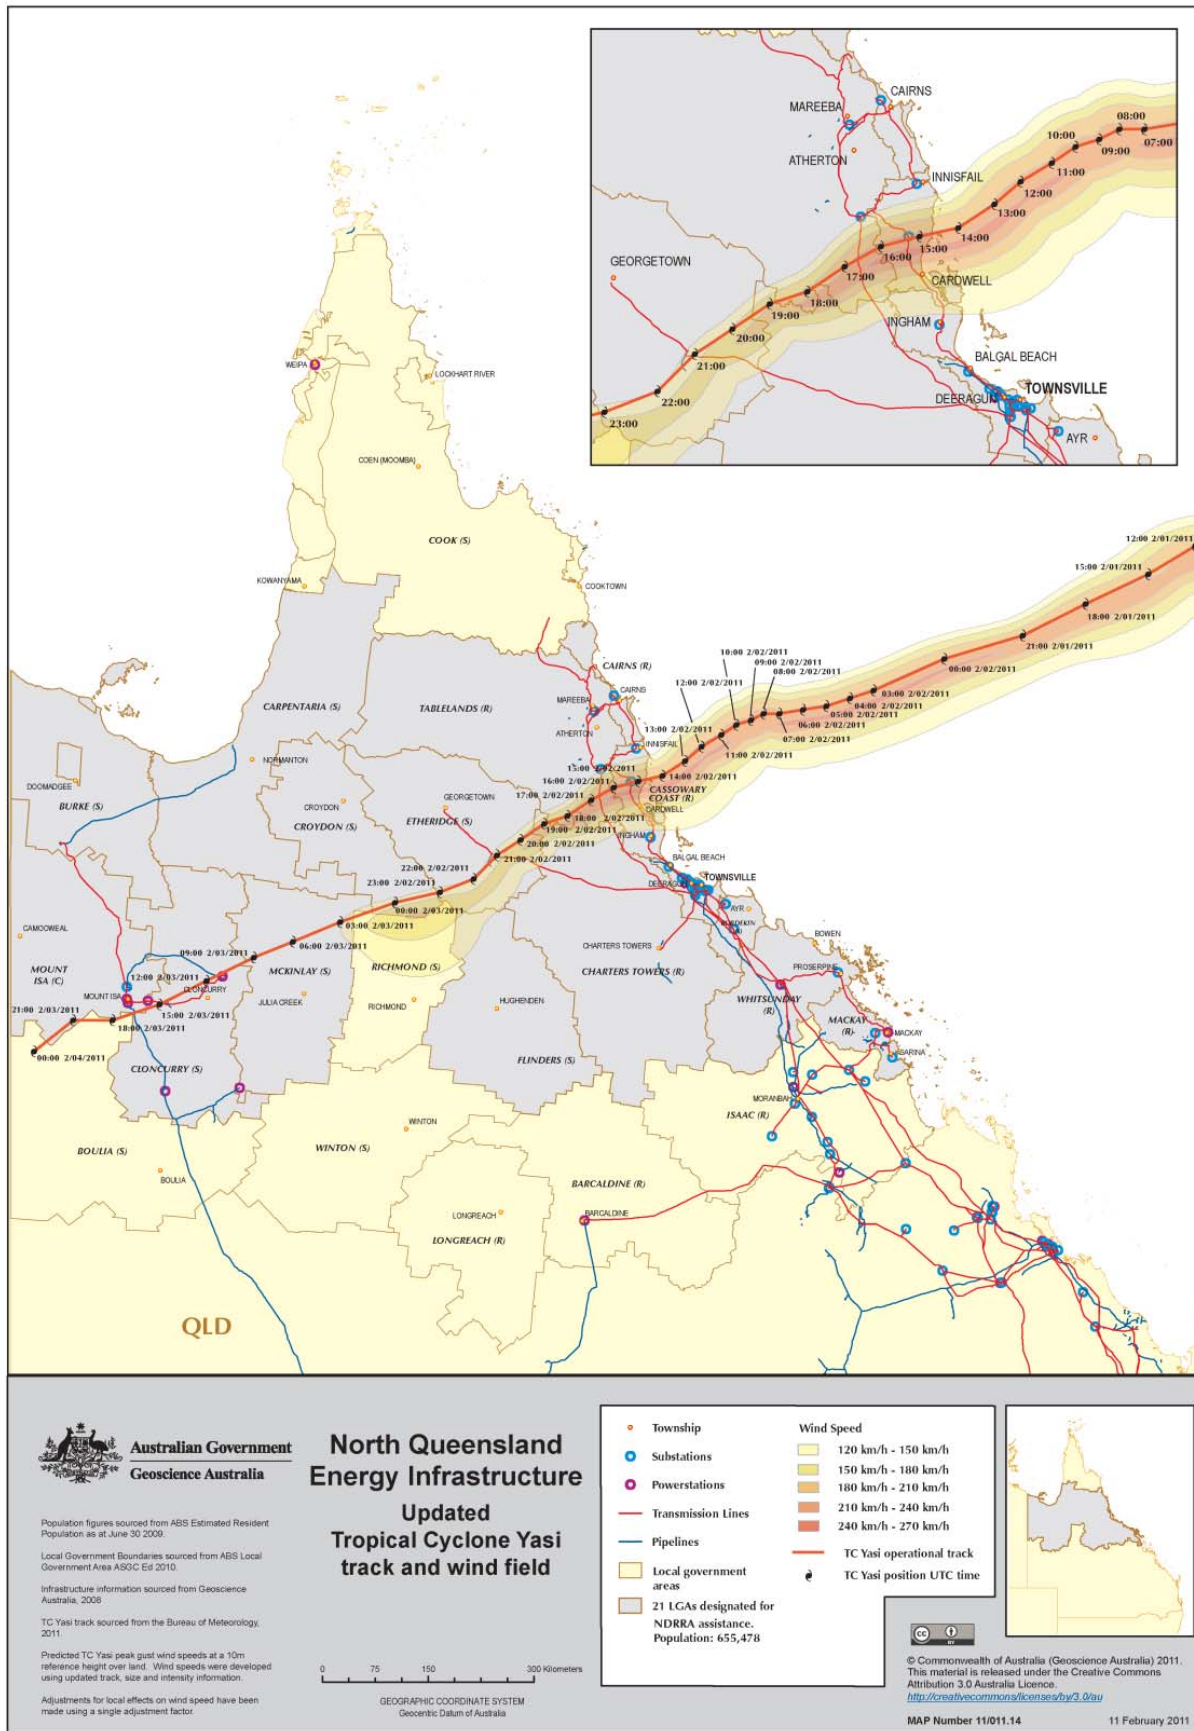 MAREEBA
CAIRNS
ATHERTON
INNISFAIL
10:00
08:00
09:00
07:00
11:00
12:00
13:00
14:00
15:00
16:00
17:00
18:00
19:00
20:00
21:00
22:00
23:00
GEORGETOWN
CARDWELL
INGHAM
BALGAL BEACH
DEERAGUN
TOWNSVILLE
AYR
WEIPA
LOCKHART RIVER
COEN (MOOMBA)
COOK (S)
KOWANYAMA
COOKTOWN
12:00 2/01/2011
15:00 2/01/2011
18:00 2/01/2011
21:00 2/01/2011
00:00 2/02/2011
03:00 2/02/2011
04:00 2/02/2011
05:00 2/02/2011
06:00 2/02/2011
07:00 2/02/2011
10:00 2/02/2011
09:00 2/02/2011
08:00 2/02/2011
12:00 2/02/2011
11:00 2/02/2011
13:00 2/02/2011
14:00 2/02/2011
15:00 2/02/2011
16:00 2/02/2011
17:00 2/02/2011
18:00 2/02/2011
19:00 2/02/2011
20:00 2/02/2011
21:00 2/02/2011
22:00 2/02/2011
23:00 2/02/2011
00:00 2/03/2011
03:00 2/03/2011
06:00 2/03/2011
09:00 2/03/2011
12:00 2/03/2011
15:00 2/03/2011
18:00 2/03/2011
21:00 2/03/2011
00:00 2/04/2011
CAIRNS (R)
CAIRNS
MAREEBA
ATHERTON
INNISFAIL
CARPENTARIA (S)
TABLELANDS (R)
NORMANTON
DOOMADGEE
BURKE (S)
CROYDON
CROYDON (S)
GEORGETOWN
ETHERIDGE (S)
CASSOWARY
COAST (R)
CARDWELL
INGHAM
BALGAL BEACH
DEERAGUN
TOWNSVILLE
AYR
BOWEN
CAMOOWEAL
MOUNT
ISA (C)
MOUNT ISA
CLONCURRY
MCKINLAY (S)
JULIA CREEK
RICHMOND (S)
RICHMOND
HUGHENDEN
FLINDERS (S)
CHARTERS TOWERS
CHARTERS TOWERS (R)
PROSERPINE
WHITSUNDAY
(R)
MACKAY
(R)
MACKAY
SARINA
CLONCURRY (S)
MORANBAH
ISAAC (R)
BOULIA (S)
BOULIA
WINTON (S)
WINTON
LONGREACH
LONGREACH (R)
BARCALDINE (R)
BARCALDINE
QLD
Australian Government
Geoscience Australia
Population figures sourced from ABS Estimated Resident
Population as at June 30 2009.
Local Government Boundaries sourced from ABS Local
Government Area ASGC Ed 2010.
Infrastructure information sourced from Geoscience
Australia, 2008
TC Yasi track sourced from the Bureau of Meteorology,
2011.
Predicted TC Yasi peak gust wind speeds at a 10m
reference height over land. Wind speeds were developed
using updated track, size and intensity information.
Adjustments for local effects on wind speed have been
made using a single adjustment factor.
North Queensland
Energy Infrastructure
Updated
Tropical Cyclone Yasi
track and wind field
0 75 150 300 Kilometers
GEOGRAPHIC COORDINATE SYSTEM
Geocentric Datum of Australia
Township
Substations
Powerstations
Transmission Lines
Pipelines
Local government
areas
21 LGAs designated for
NDRRA assistance.
Population: 655,478
Wind Speed
120 km/h - 150 km/h
150 km/h - 180 km/h
180 km/h - 210 km/h
210 km/h - 240 km/h
240 km/h - 270 km/h
TC Yasi operational track
TC Yasi position UTC time
cc
BY
© Commonwealth of Australia (Geoscience Australia) 2011.
This material is released under the Creative Commons
Attribution 3.0 Australia Licence.
http://creativecommons/licenses/by/3.0/au
MAP Number 11/011.14
11 February 2011